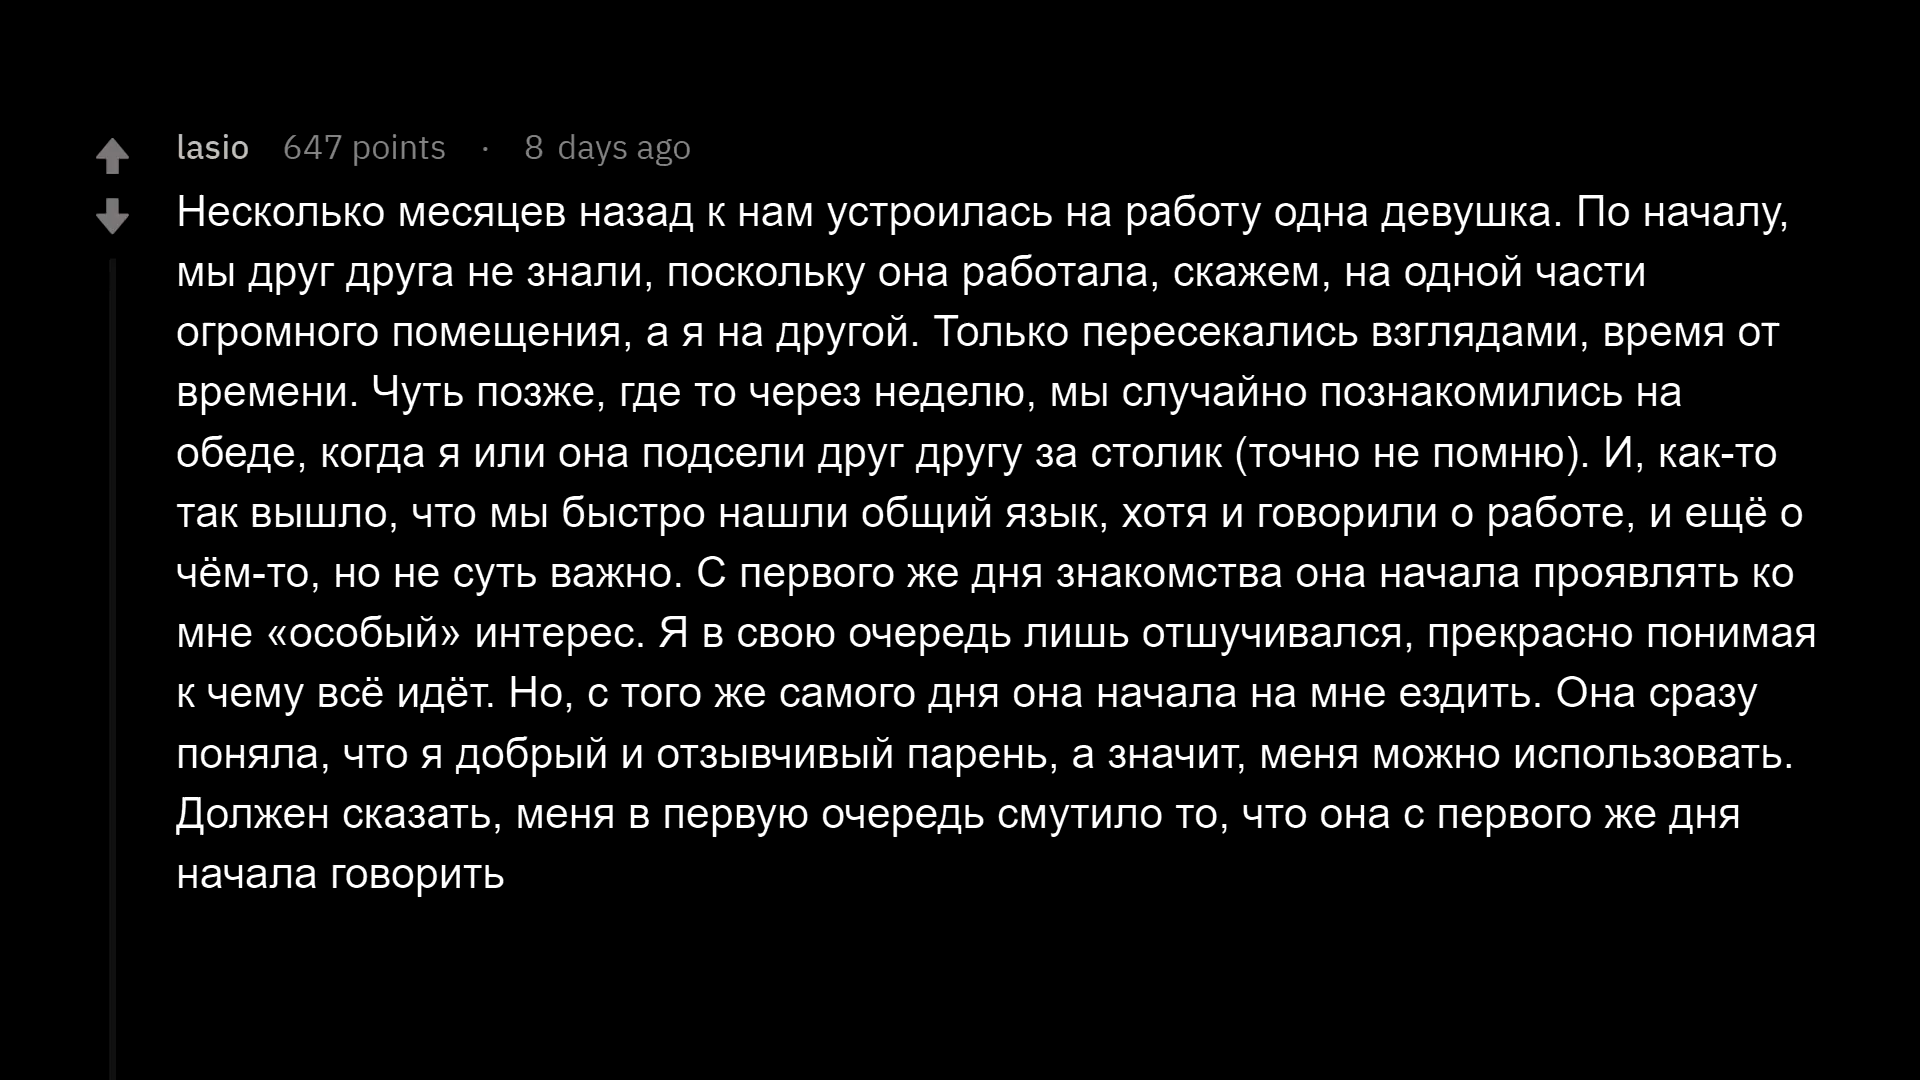 lasio 647 points · 8 days ago
Несколько месяцев назад к нам устроилась на работу одна девушка. По началу,
мы друг друга не знали, поскольку она работала, скажем, на одной части
огромного помещения, а я на другой. Только пересекались взглядами, время от
времени. Чуть позже, где то через неделю, мы случайно познакомились на
обеде, когда я или она подсели друг другу за столик (точно не помню). И, как-то
так вышло, что мы быстро нашли общий язык, хотя и говорили о работе, и ещё о
чём-то, но не суть важно. С первого же дня знакомства она начала проявлять ко
мне «особый» интерес. Я в свою очередь лишь отшучивался, прекрасно понимая
к чему всё идёт. Но, с того же самого дня она начала на мне ездить. Она сразу
поняла, что я добрый и отзывчивый парень, а значит, меня можно использовать.
Должен сказать, меня в первую очередь смутило то, что она с первого же дня
начала говорить